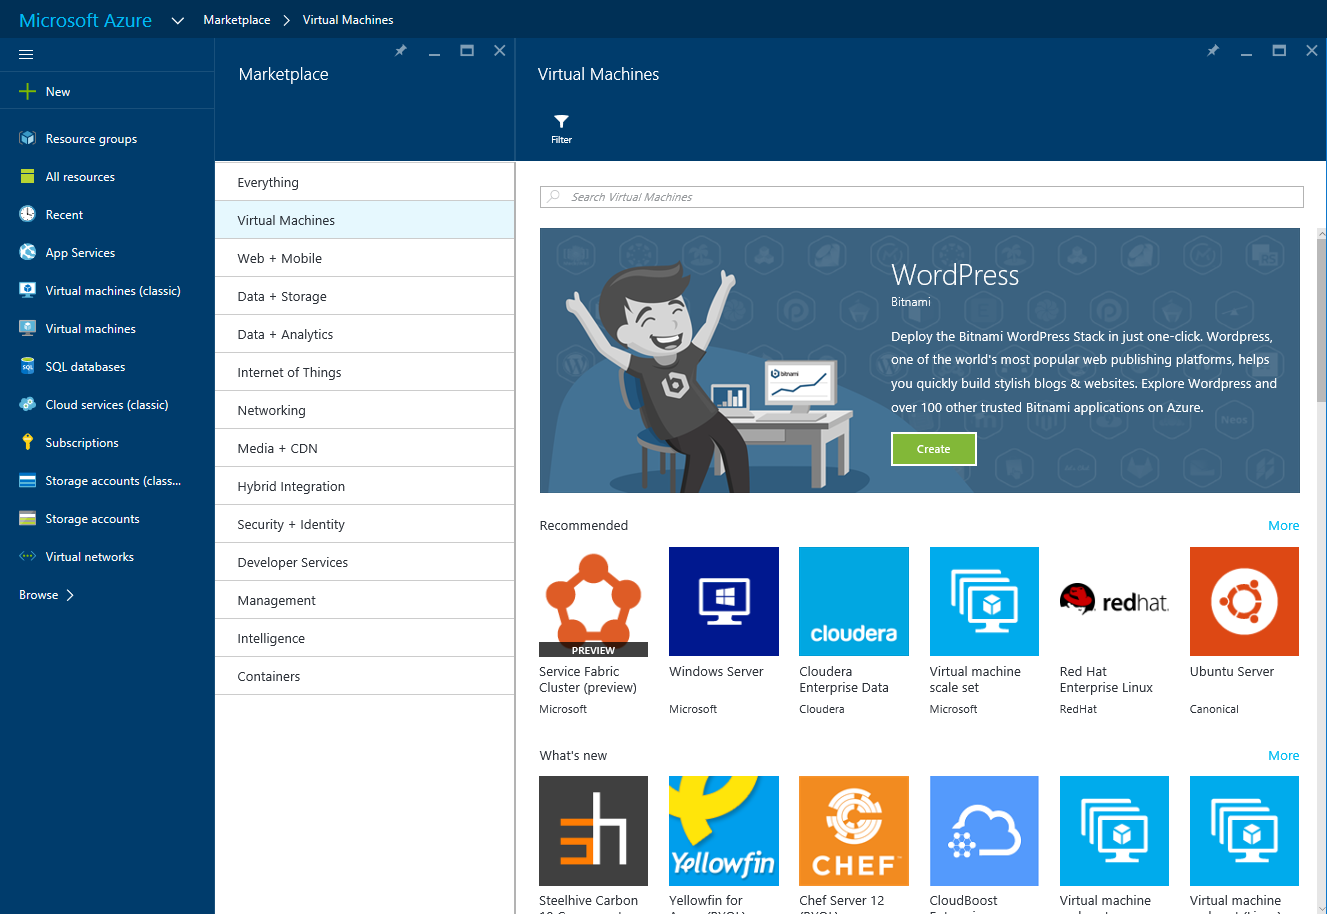 Microsoft Azure
Marketplace
Virtual Machines
New
Resource groups
All resources
Recent
App Services
Virtual machines (classic)
Virtual machines
SQL databases
Cloud services (classic)
Subscriptions
Storage accounts (class...
Storage accounts
Virtual networks
Browse
Marketplace
Everything
Virtual Machines
Web + Mobile
Data + Storage
Data + Analytics
Internet of Things
Networking
Media + CDN
Hybrid Integration
Security + Identity
Developer Services
Management
Intelligence
Containers
Virtual Machines
Filter
Search Virtual Machines
bitnami
WordPress
Bitnami
Deploy the Bitnami WordPress Stack in just one-click. Wordpress,
one of the world's most popular web publishing platforms, helps
you quickly build stylish blogs & websites. Explore Wordpress and
over 100 other trusted Bitnami applications on Azure.
Create
Recommended
More
PREVIEW
Service Fabric
Cluster (preview)
Microsoft
Windows Server
Microsoft
cloudera
Cloudera
Enterprise Data
Cloudera
Virtual machine
scale set
Microsoft
redhat.
Red Hat
Enterprise Linux
RedHat
Ubuntu Server
Canonical
What's new
More
Steelhive Carbon
Yellowfin
Yellowfin for
CHEF
Chef Server 12
CloudBoost
Virtual machine
Virtual machine